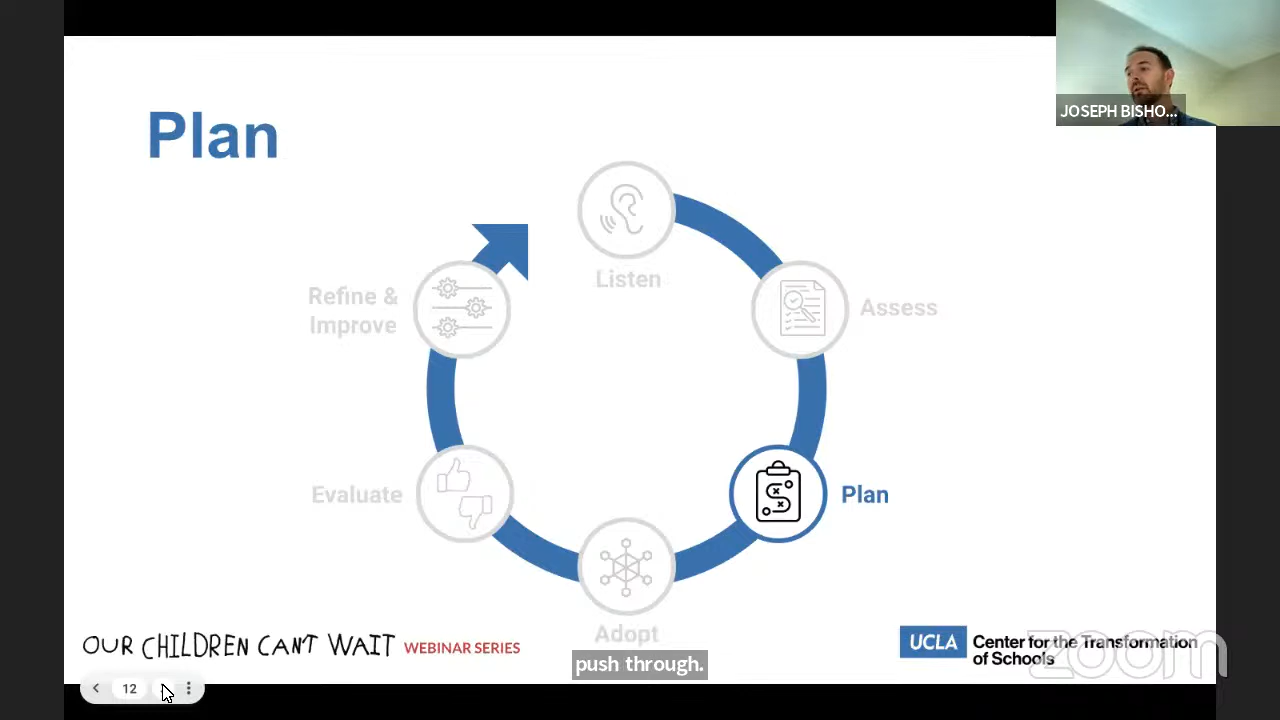 JOSEPH BISHO...
Plan
Listen
Refine &
Improve
Assess
Evaluate
Plan
Adopt
push through.
OUR CHILDREN CAN'T WAIT WEBINAR SERIES
UCLA Center for the Transformation
of Schools
zoom
12